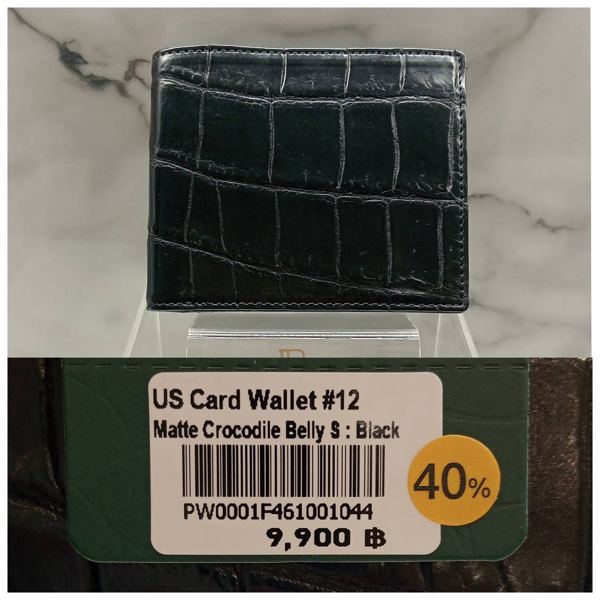 US Card Wallet #12
Matte Crocodile Belly S : Black
40%
PW0001F461001044
9,900 ฿